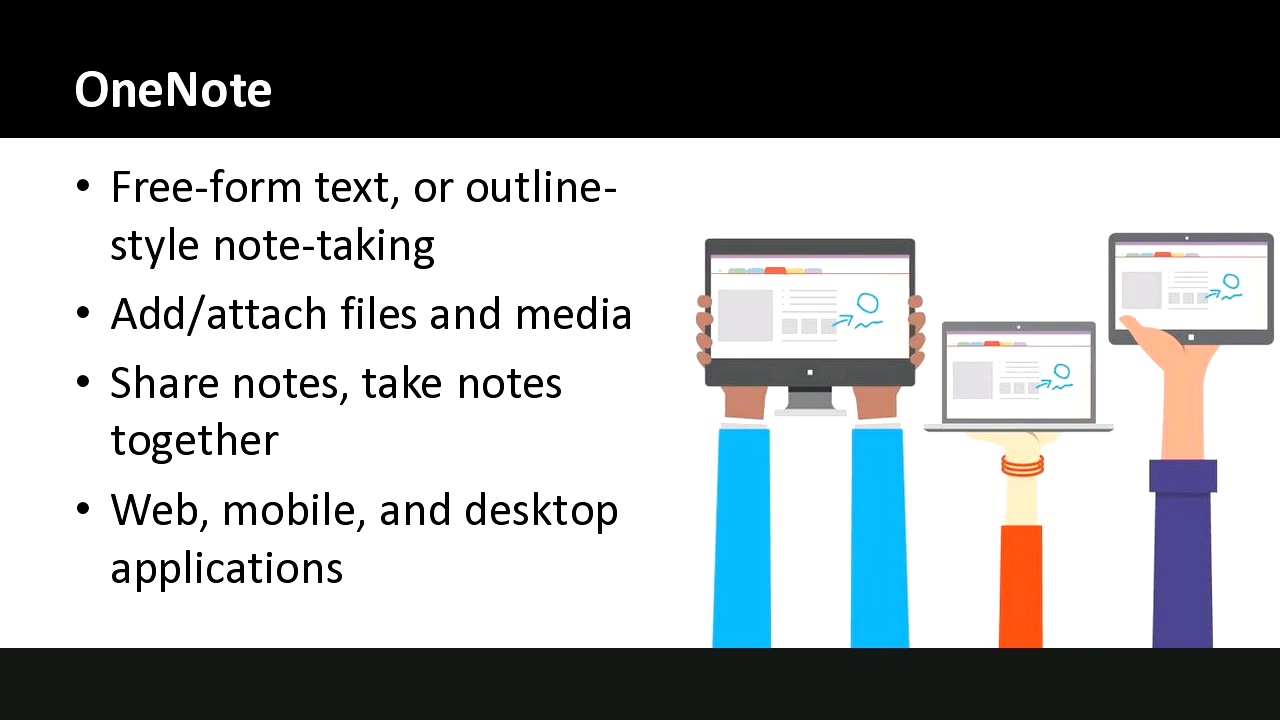 OneNote
• Free-form text, or outline-
style note-taking
• Add/attach files and media
• Share notes, take notes
together
• Web, mobile, and desktop
applications